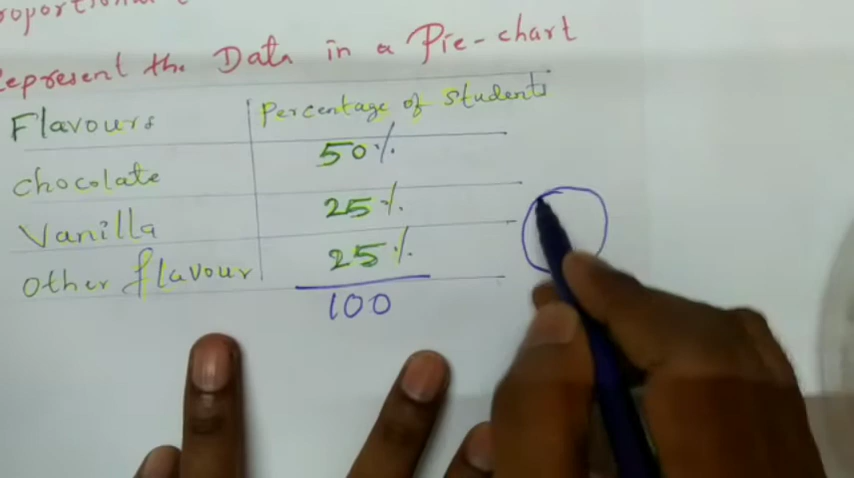 Represent the Data in a Pie-chart
Flavours Percentage of students
chocolate 50%
Vanilla 25%
other flavour 25%
100